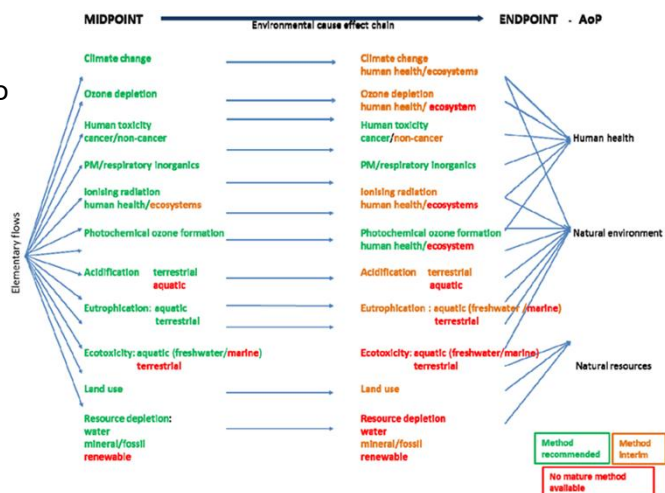 MIDPOINT
Environmental cause effect chain
ENDPOINT - AoP
Elementary flows
Climate change
Ozone depletion
Human toxicity
cancer/non-cancer
PM/respiratory inorganics
Ionising radiation
human health/ecosystems
Photochemical ozone formation
Acidification terrestrial
aquatic
Eutrophication: aquatic
terrestrial
Ecotoxicity: aquatic (freshwater/marine)
terrestrial
Land use
Resource depletion:
water
mineral/fossil
renewable
Climate change
human health/ecosystems
Ozone depletion
human health/ ecosystem
Human toxicity
cancer/non-cancer
PM/respiratory inorganics
Ionising radiation
human health/ecosystems
Photochemical ozone formation
human health/ecosystem
Acidification terrestrial
aquatic
Eutrophication : aquatic (freshwater /marine)
terrestrial
Ecotoxicity: aquatic (freshwater/marine)
terrestrial
Land use
Resource depletion
water
mineral/fossil
renewable
Human health
Natural environment
Natural resources
Method
recommended
Method
interim
No mature method
available